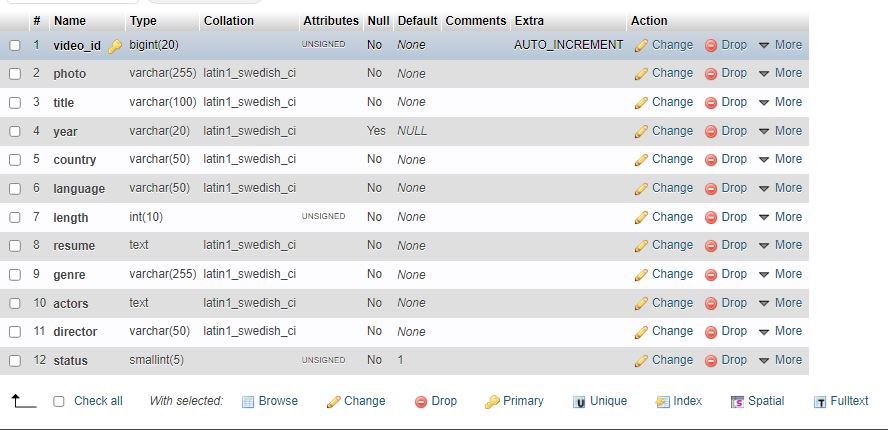 # Name Type Collation Attributes Null Default Comments Extra Action
1 video_id bigint(20) UNSIGNED No None AUTO_INCREMENT Change Drop More
2 photo varchar(255) latin1_swedish_ci No None Change Drop More
3 title varchar(100) latin1_swedish_ci No None Change Drop More
4 year varchar(20) latin1_swedish_ci Yes NULL Change Drop More
5 country varchar(50) latin1_swedish_ci No None Change Drop More
6 language varchar(50) latin1_swedish_ci No None Change Drop More
7 length int(10) UNSIGNED No None Change Drop More
8 resume text latin1_swedish_ci No None Change Drop More
9 genre varchar(255) latin1_swedish_ci No None Change Drop More
10 actors text latin1_swedish_ci No None Change Drop More
11 director varchar(50) latin1_swedish_ci No None Change Drop More
12 status smallint(5) UNSIGNED No 1 Change Drop More
Check all With selected: Browse Change Drop Primary U Unique Index S Spatial T Fulltext